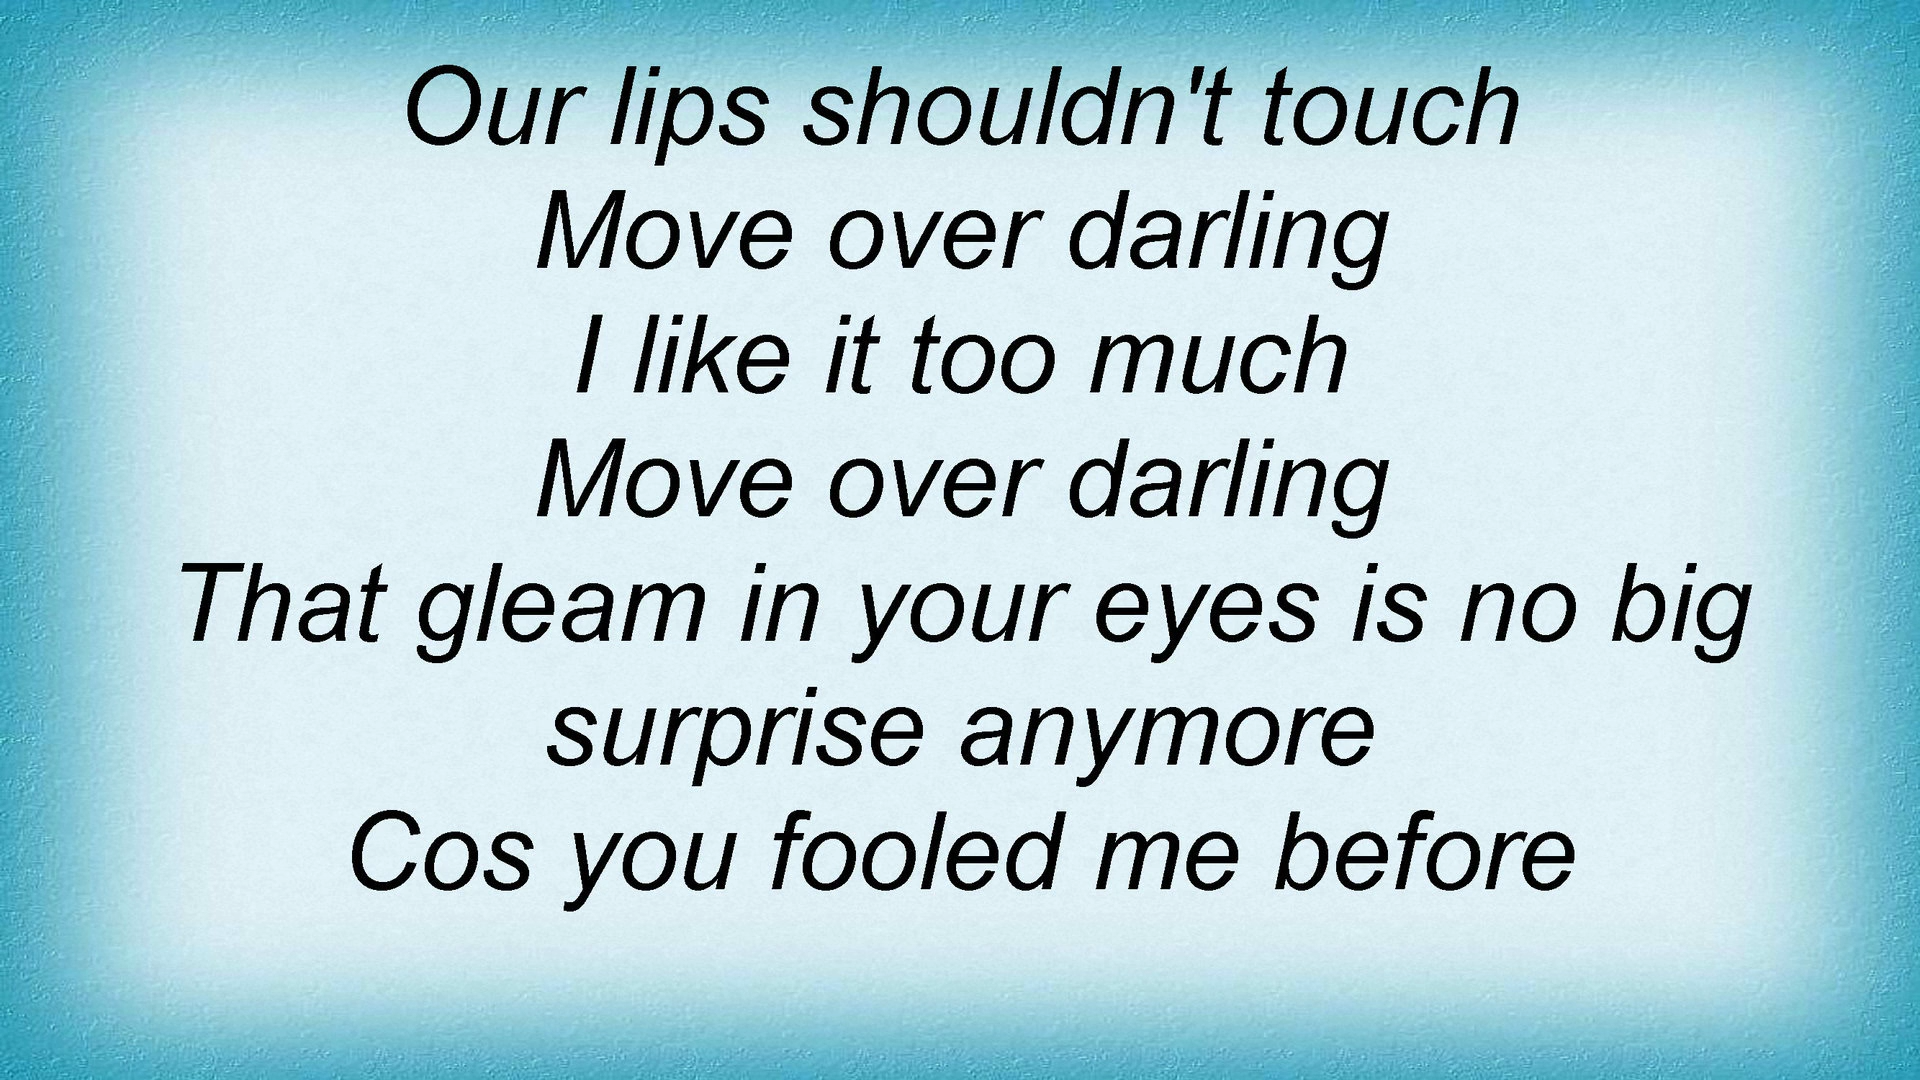 Our lips shouldn't touch
Move over darling
I like it too much
Move over darling
That gleam in your eyes is no big
surprise anymore
Cos you fooled me before